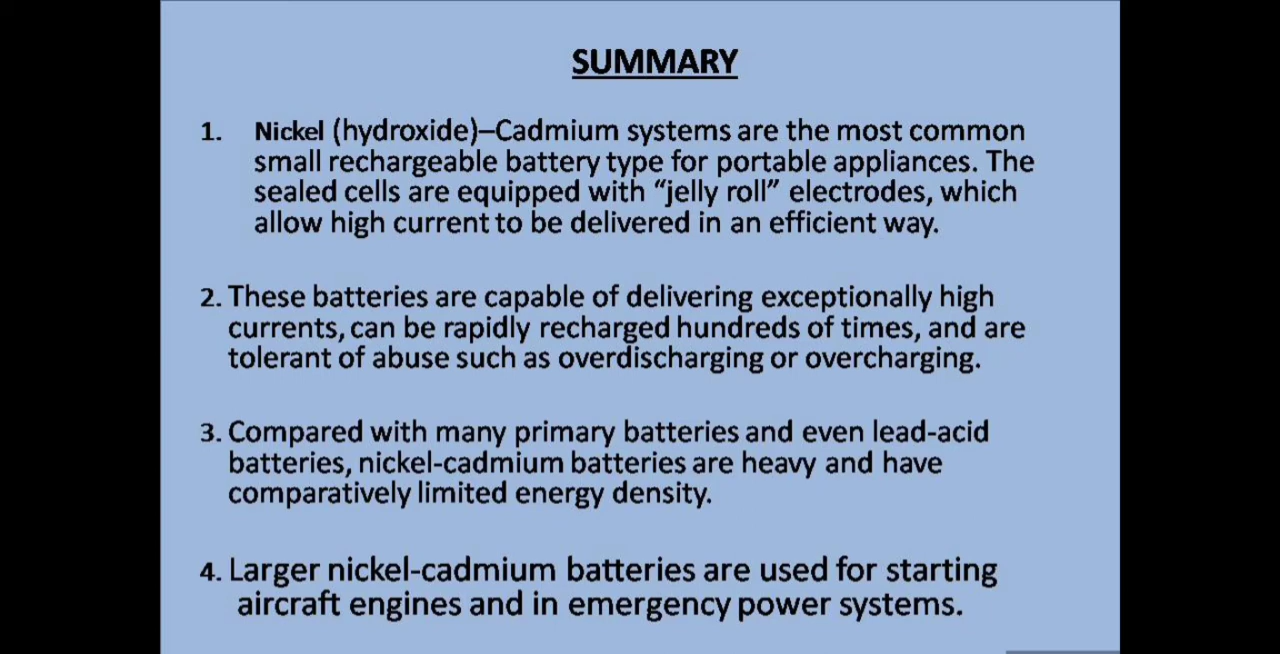 SUMMARY
1. Nickel (hydroxide)–Cadmium systems are the most common
small rechargeable battery type for portable appliances. The
sealed cells are equipped with “jelly roll” electrodes, which
allow high current to be delivered in an efficient way.
2. These batteries are capable of delivering exceptionally high
currents, can be rapidly recharged hundreds of times, and are
tolerant of abuse such as overdischarging or overcharging.
3. Compared with many primary batteries and even lead-acid
batteries, nickel-cadmium batteries are heavy and have
comparatively limited energy density.
4. Larger nickel-cadmium batteries are used for starting
aircraft engines and in emergency power systems.